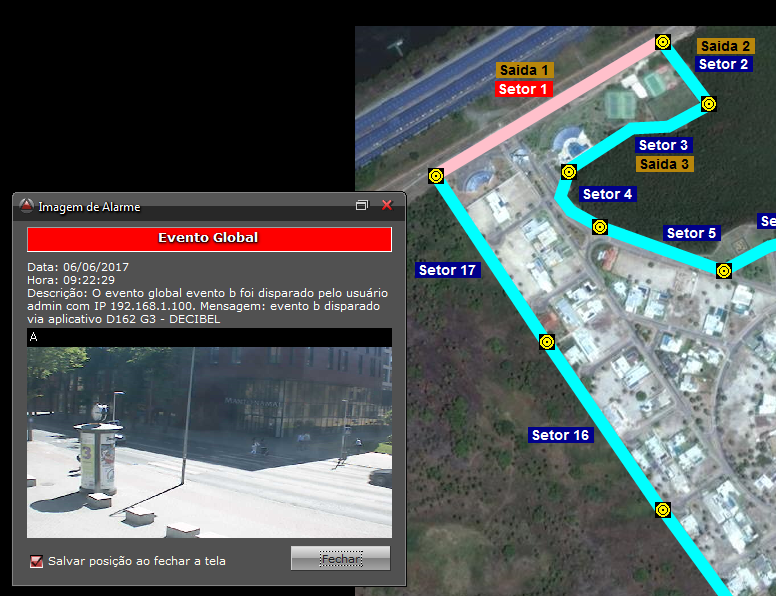 Saida 2
Setor 2
Saida 1
Setor 1
Setor 3
Saida 3
Setor 4
Se
Setor 5
Setor 17
Setor 16
Imagem de Alarme
Evento Global
Data: 06/06/2017
Hora: 09:22:29
Descrição: O evento global evento b foi disparado pelo usuário
admin com IP 192.168.1.100. Mensagem: evento b disparado
via aplicativo D162 G3 - DECIBEL
A
Salvar posição ao fechar a tela
Fechar